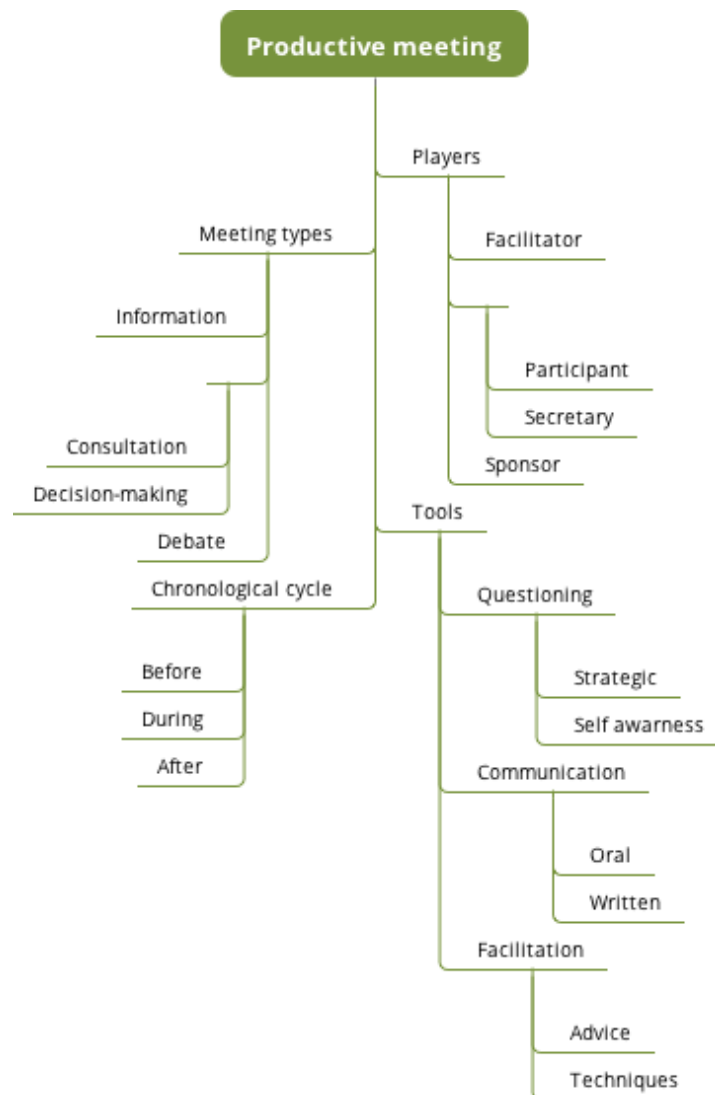 Productive meeting
Players
Meeting types
Facilitator
Information
Participant
Secretary
Consultation
Sponsor
Decision-making
Tools
Debate
Chronological cycle
Questioning
Before
Strategic
During
Self awarness
After
Communication
Oral
Written
Facilitation
Advice
Techniques